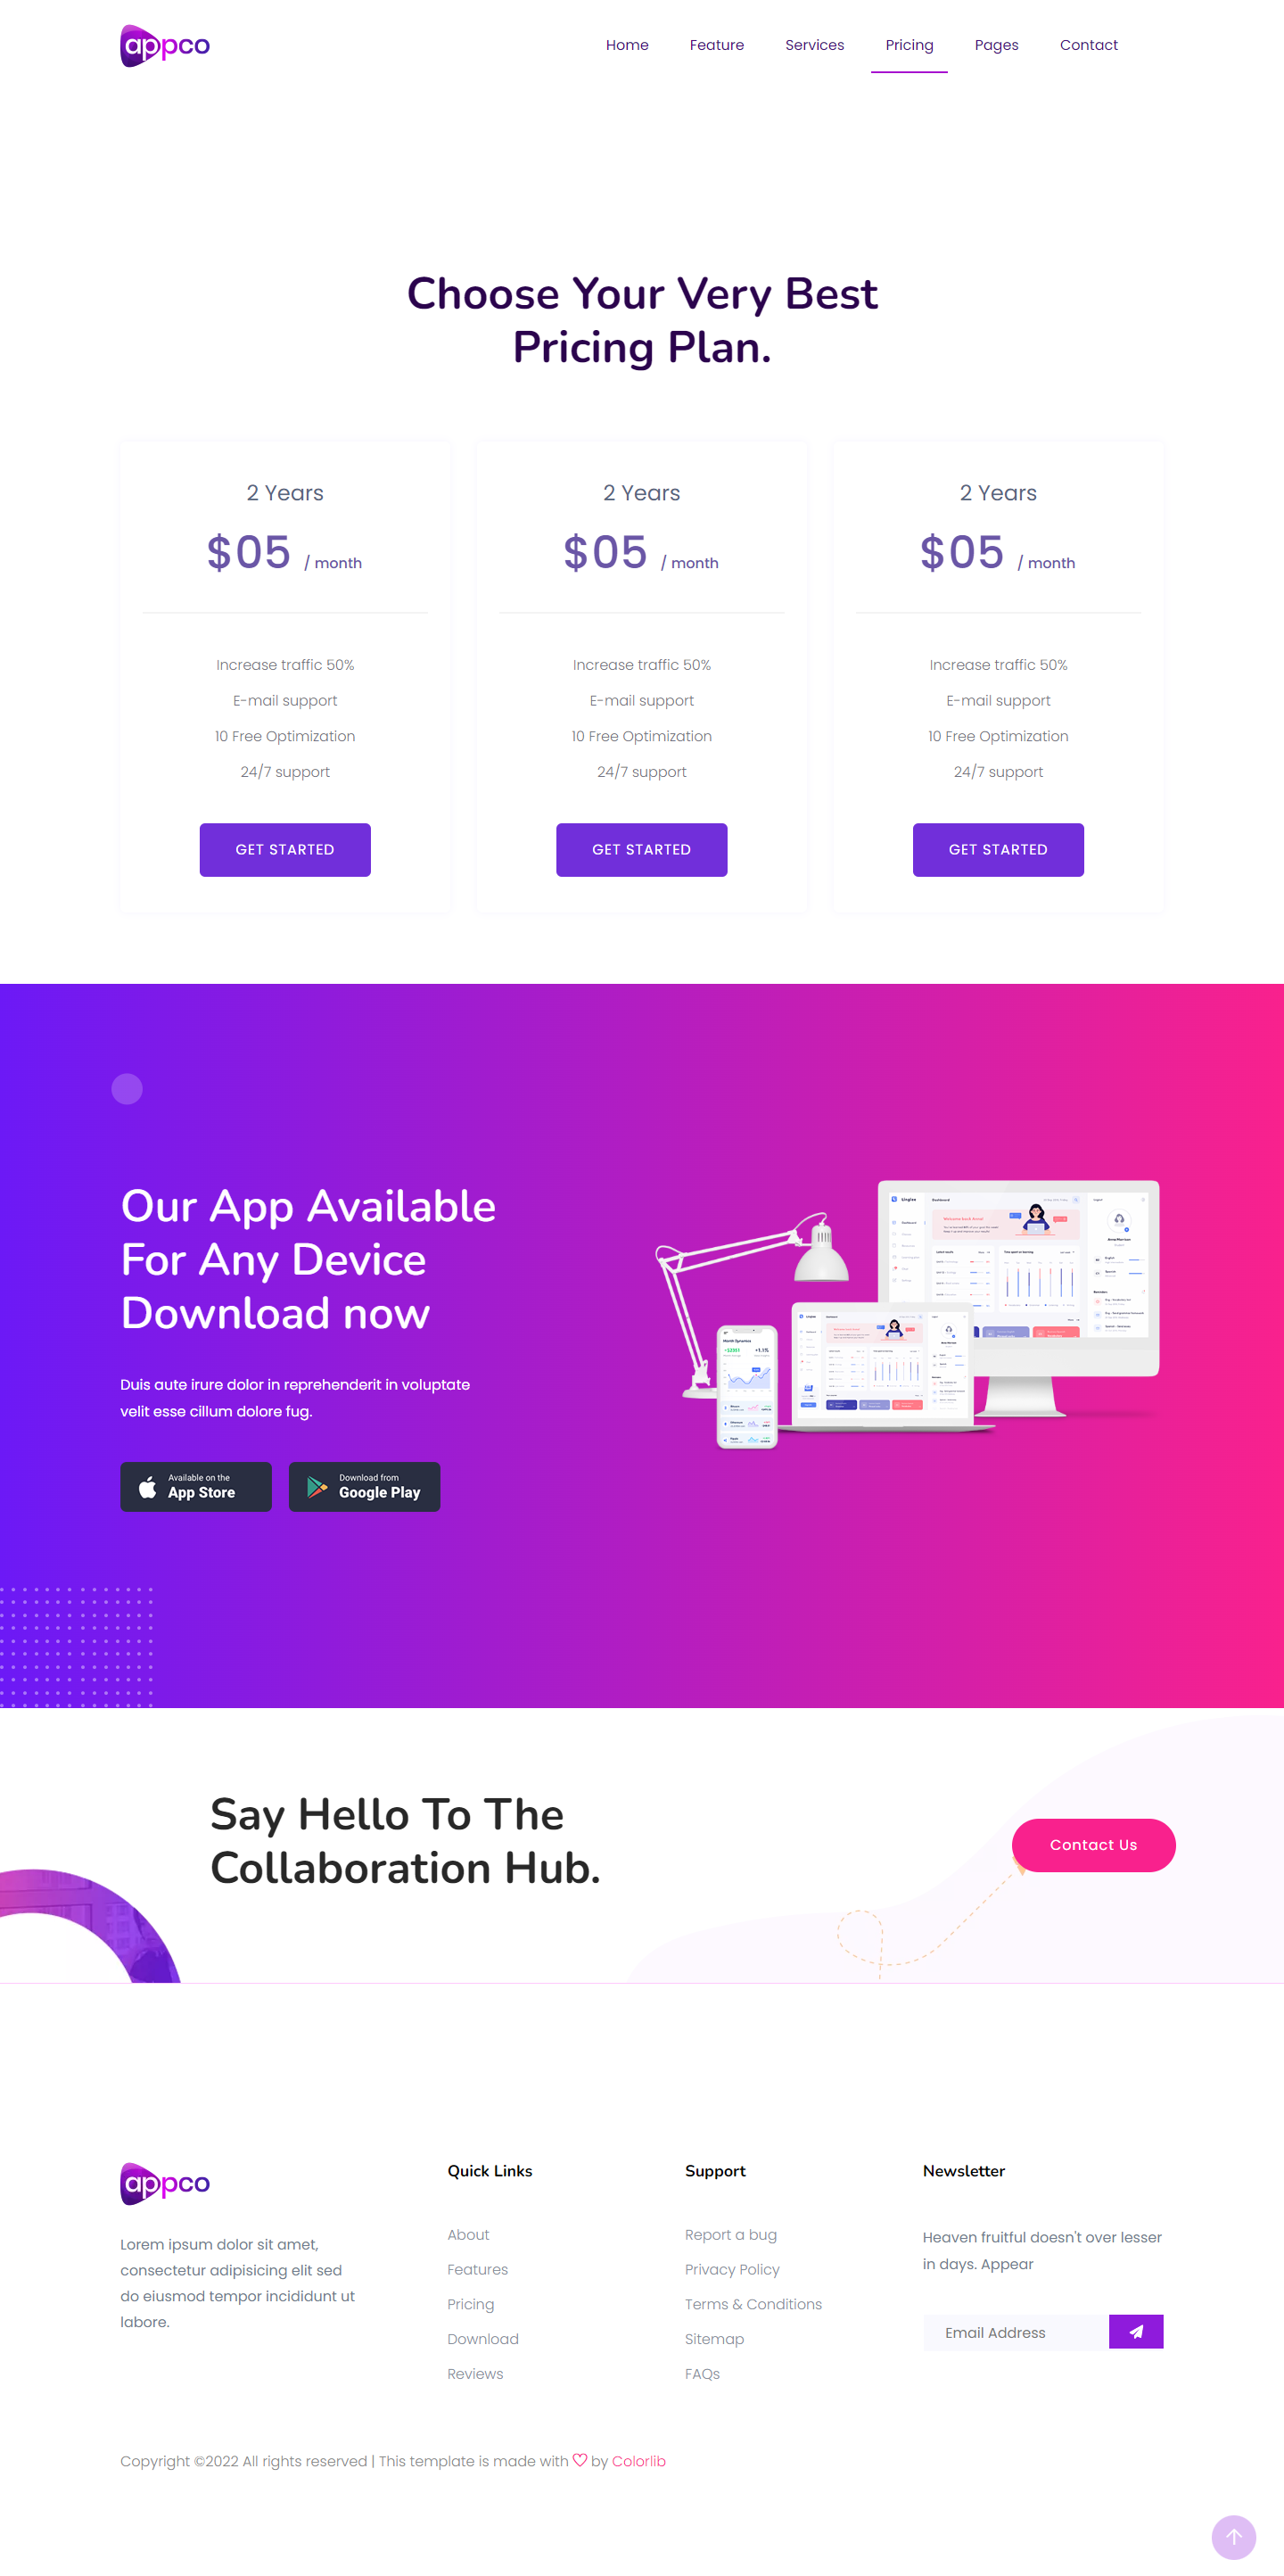 appco
Home Feature Services Pricing Pages Contact
Choose Your Very Best
Pricing Plan.
2 Years
$05 / month
Increase traffic 50%
E-mail support
10 Free Optimization
24/7 support
GET STARTED
2 Years
$05 / month
Increase traffic 50%
E-mail support
10 Free Optimization
24/7 support
GET STARTED
2 Years
$05 / month
Increase traffic 50%
E-mail support
10 Free Optimization
24/7 support
GET STARTED
Our App Available
For Any Device
Download now
Duis aute irure dolor in reprehenderit in voluptate
velit esse cillum dolore fug.
Available on the
App Store
Download from
Google Play
Dashboard
Say Hello To The
Collaboration Hub.
Contact Us
appco
Lorem ipsum dolor sit amet,
consectetur adipisicing elit sed
do eiusmod tempor incididunt ut
labore.
Quick Links
About
Features
Pricing
Download
Reviews
Support
Report a bug
Privacy Policy
Terms & Conditions
Sitemap
FAQs
Newsletter
Heaven fruitful doesn't over lesser
in days. Appear
Email Address
Copyright ©2022 All rights reserved | This template is made with ♡ by Colorlib